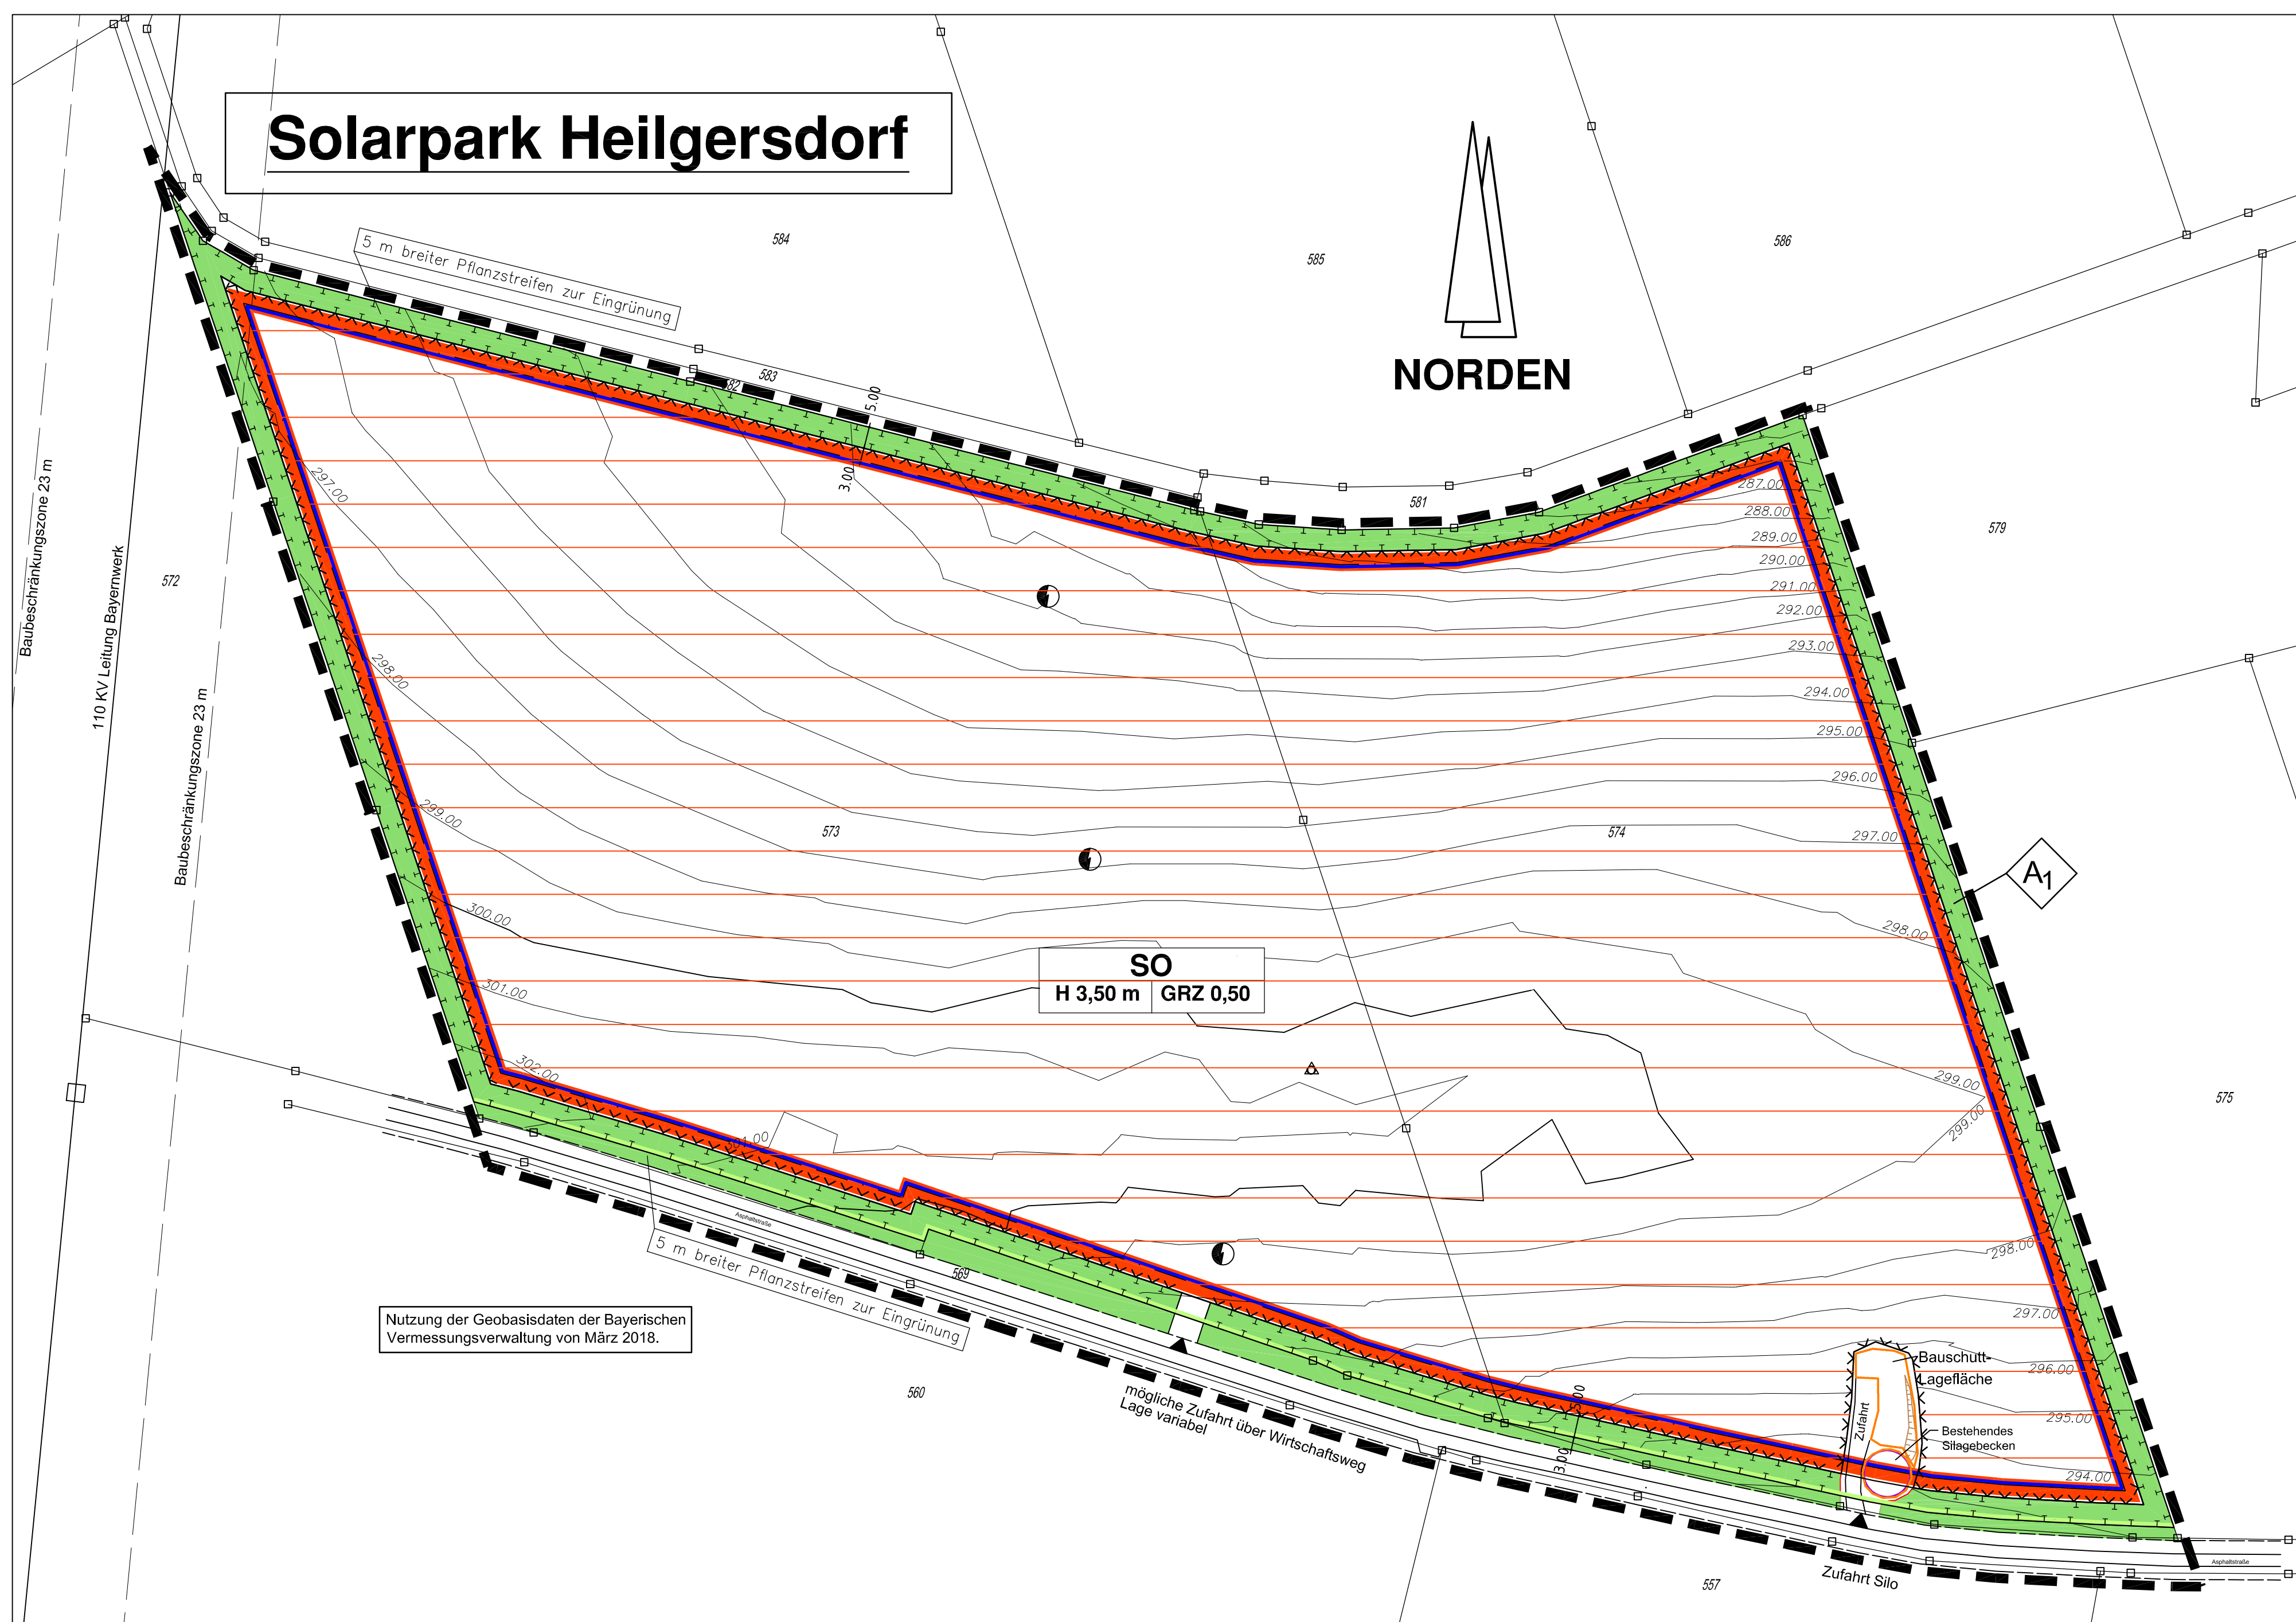 Solarpark Heilgersdorf
5 m breiter Pflanzstreifen zur Eingrünung
584
585
586
NORDEN
583
582
5.00
3.00
581
579
572
Baubeschränkungszone 23 m
110 KV Leitung Bayernwerk
Baubeschränkungszone 23 m
297.00
298.00
299.00
300.00
301.00
302.00
301.00
287.00
288.00
289.00
290.00
291.00
292.00
293.00
294.00
295.00
296.00
297.00
298.00
299.00
299.00
298.00
297.00
296.00
295.00
294.00
573
574
A1
575
SO
H 3,50 m GRZ 0,50
Asphaltstraße
5 m breiter Pflanzstreifen zur Eingrünung
569
Nutzung der Geobasisdaten der Bayerischen
Vermessungsverwaltung von März 2018.
560
mögliche Zufahrt über Wirtschaftsweg
Lage variabel
5.00
3.00
Bauschutt-
Lagefläche
Zufahrt
Bestehendes
Silagebecken
Zufahrt Silo
557
Asphaltstraße